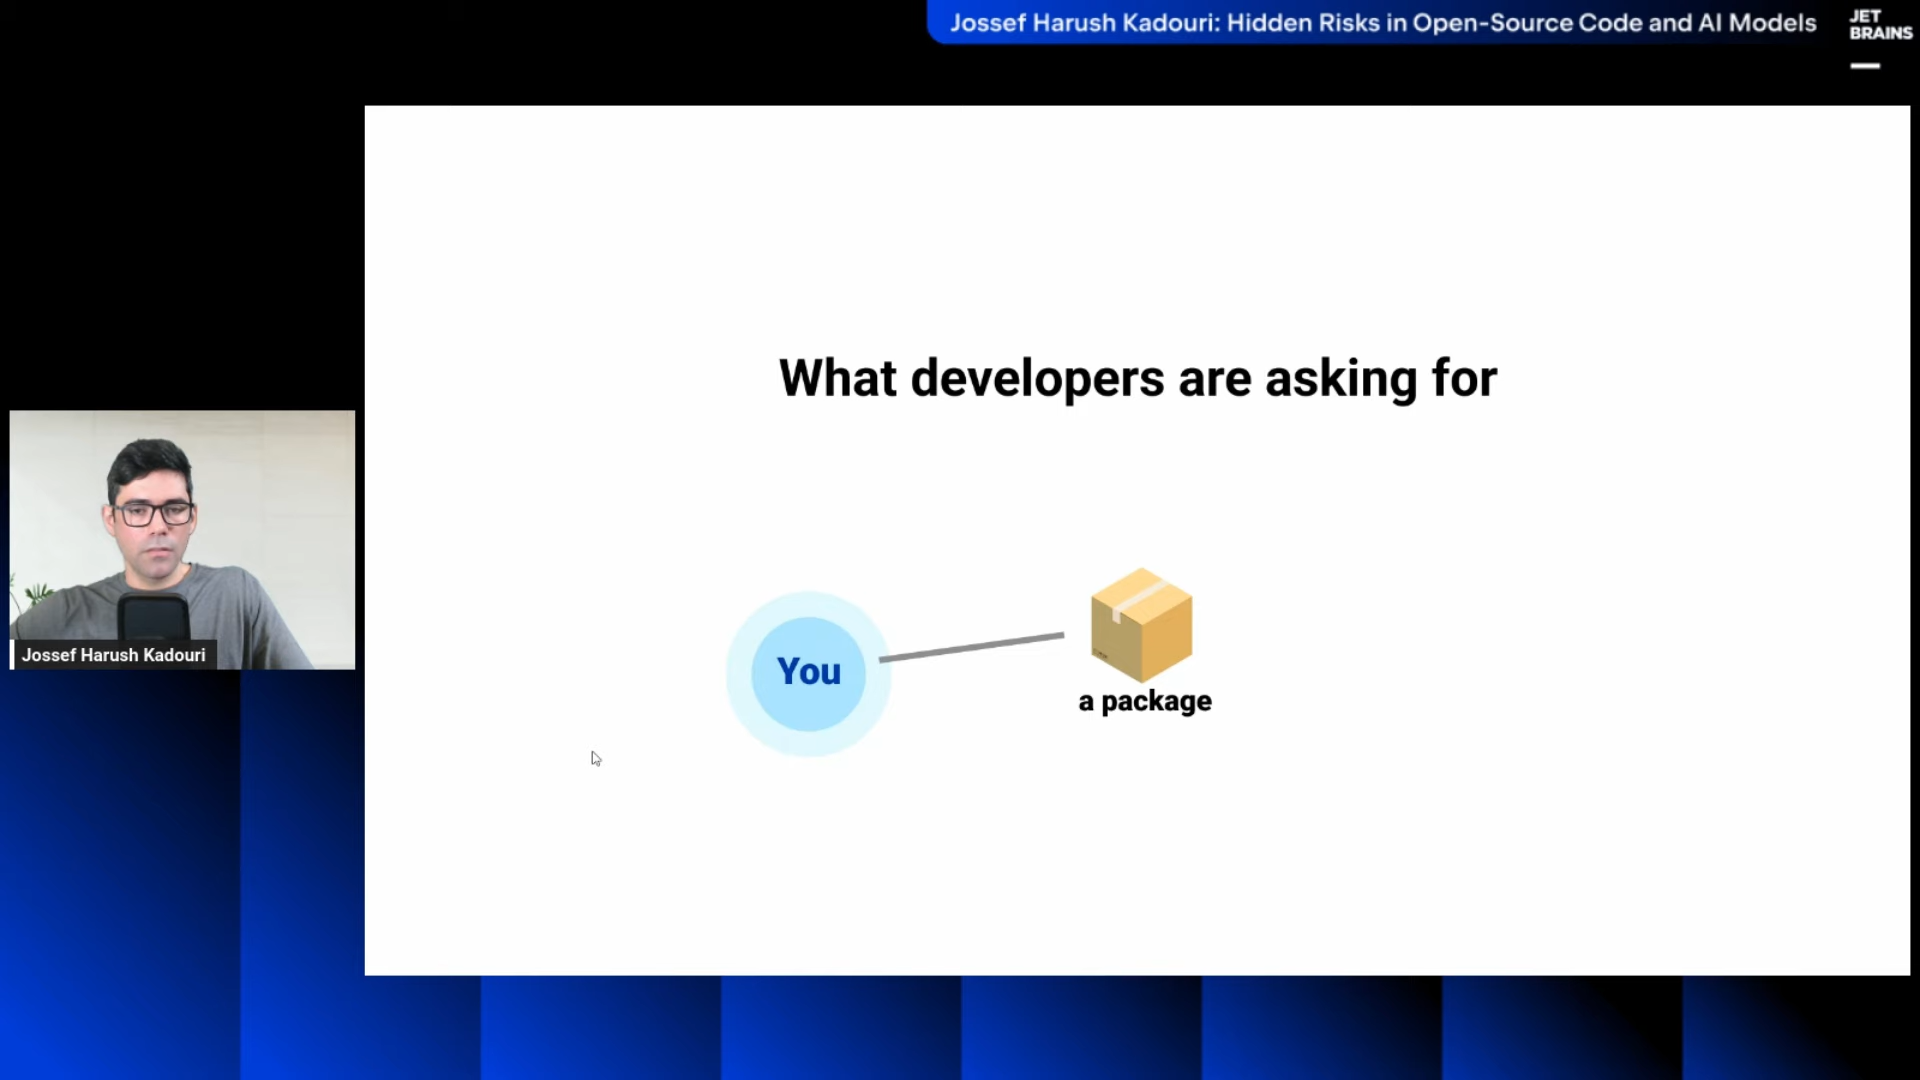 Jossef Harush Kadouri: Hidden Risks in Open-Source Code and AI Models
JET
BRAINS
What developers are asking for
You
a package
Jossef Harush Kadouri